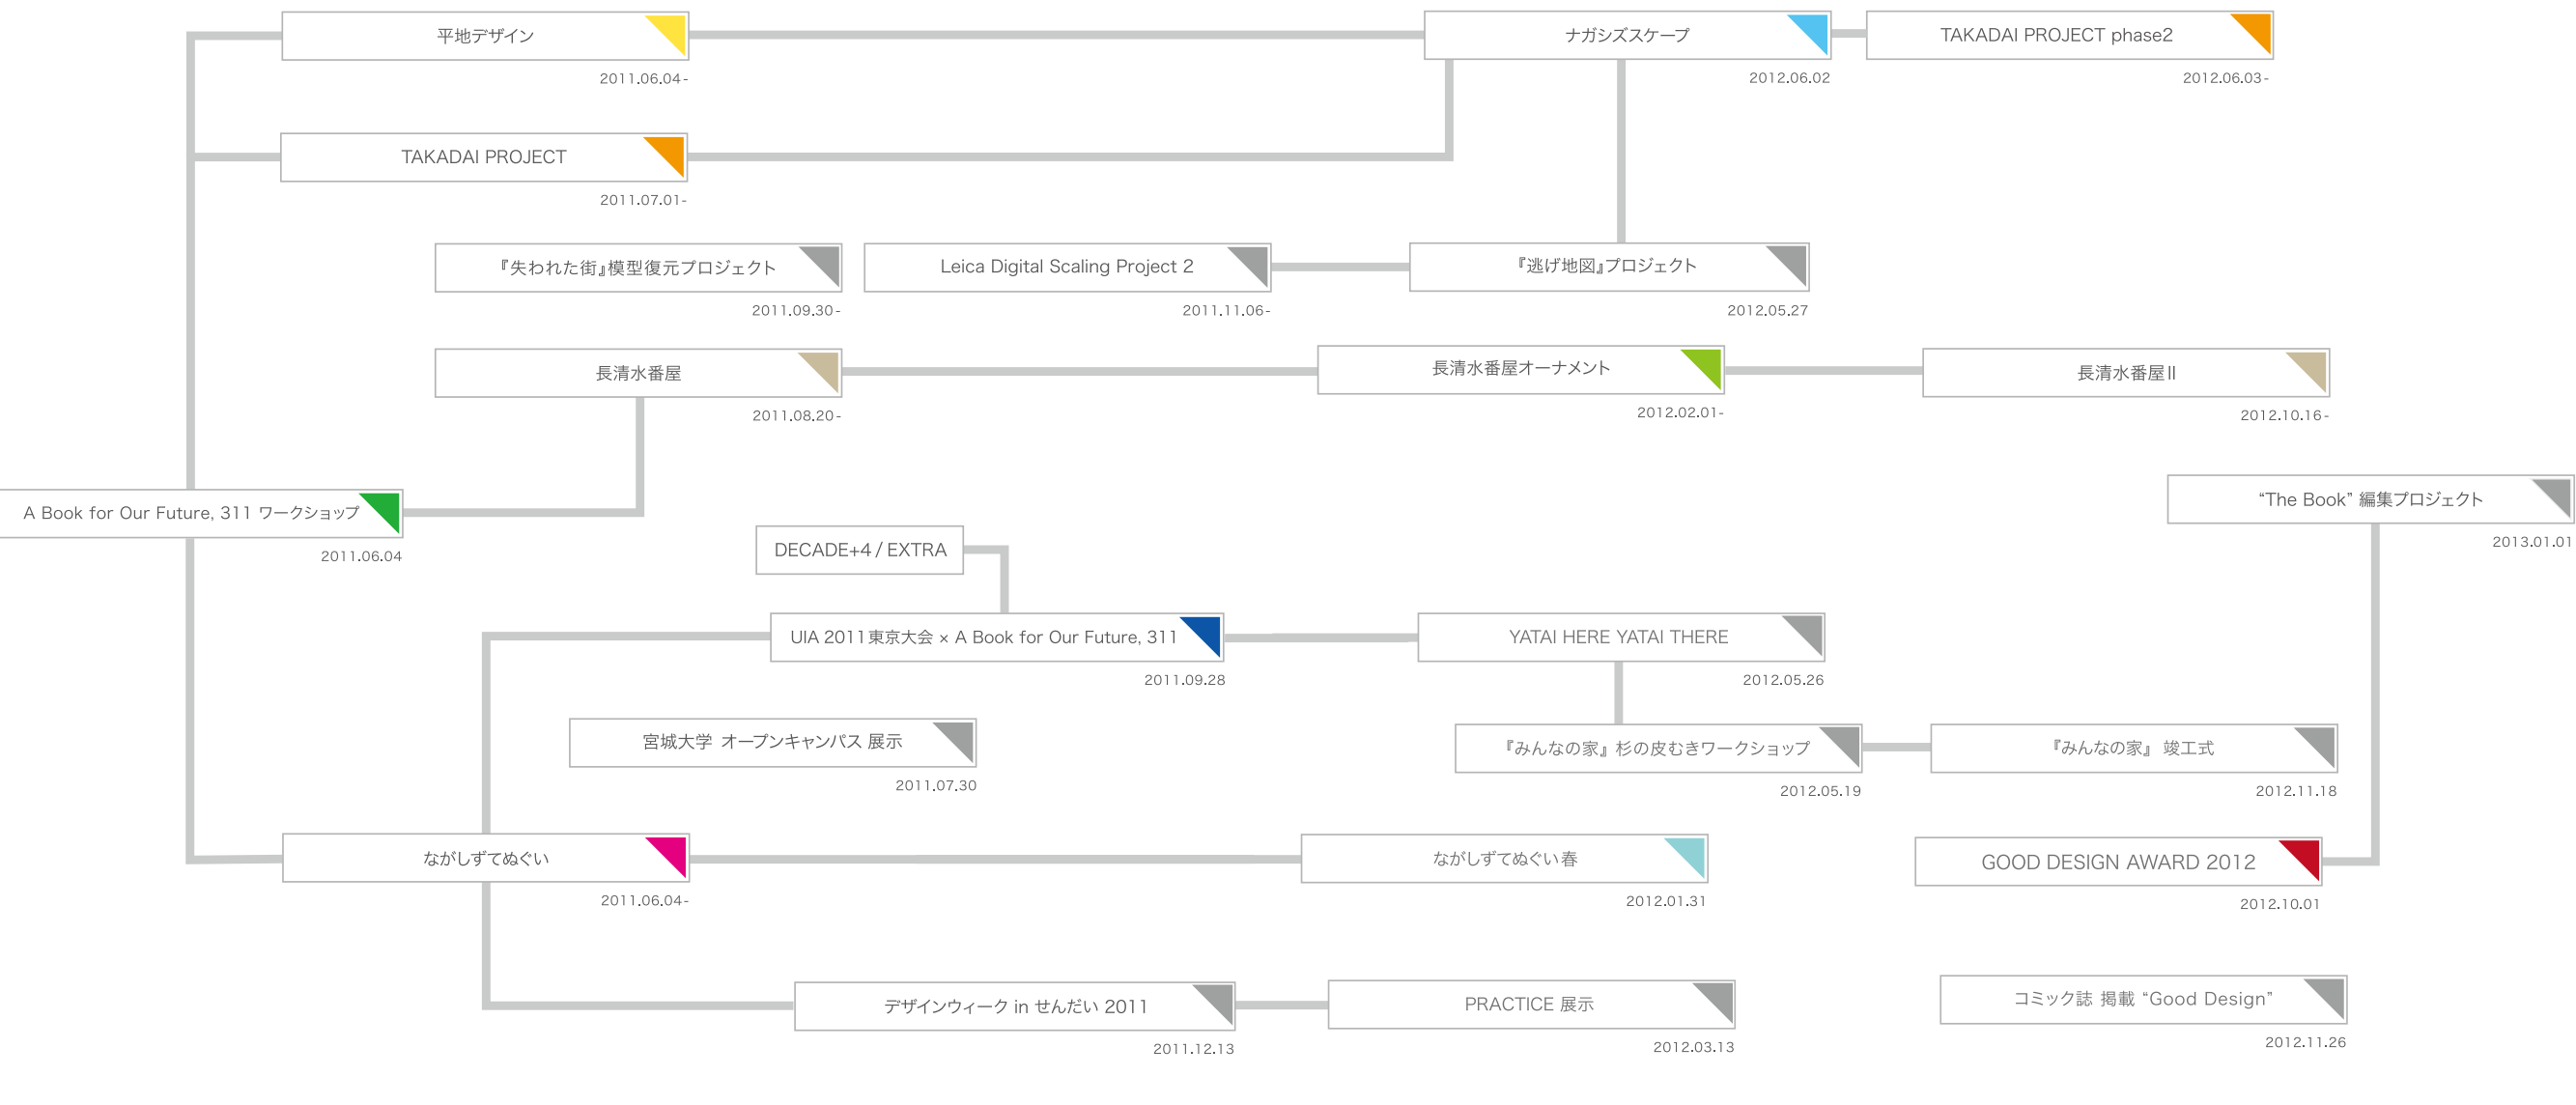 平地デザイン
2011.06.04-
ナガシズスケープ
2012.06.02
TAKADAI PROJECT phase2
2012.06.03-
TAKADAI PROJECT
2011.07.01-
『失われた街』模型復元プロジェクト
2011.09.30-
Leica Digital Scaling Project 2
2011.11.06-
『逃げ地図』プロジェクト
2012.05.27
長清水番屋
2011.08.20-
長清水番屋オーナメント
2012.02.01-
長清水番屋Ⅱ
2012.10.16-
A Book for Our Future, 311 ワークショップ
2011.06.04
“The Book” 編集プロジェクト
2013.01.01
DECADE+4 / EXTRA
UIA 2011東京大会 × A Book for Our Future, 311
2011.09.28
YATAI HERE YATAI THERE
2012.05.26
宮城大学 オープンキャンパス 展示
2011.07.30
『みんなの家』杉の皮むきワークショップ
2012.05.19
『みんなの家』 竣工式
2012.11.18
ながしずてぬぐい
2011.06.04-
ながしずてぬぐい春
2012.01.31
GOOD DESIGN AWARD 2012
2012.10.01
デザインウィーク in せんだい 2011
2011.12.13
PRACTICE 展示
2012.03.13
コミック誌 掲載 “Good Design”
2012.11.26